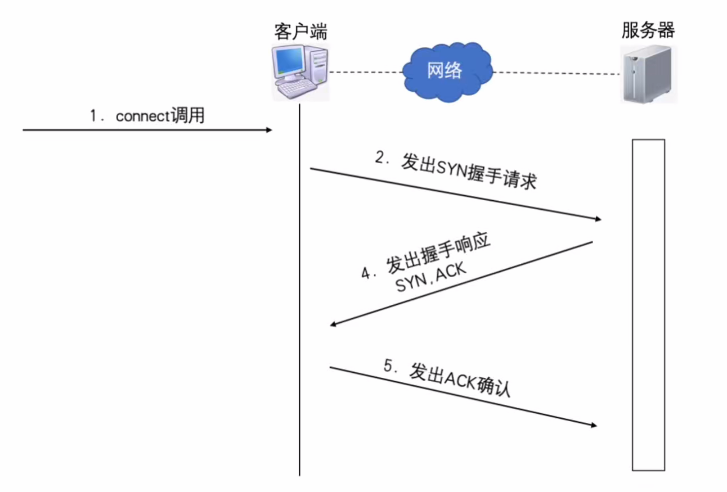 客户端
服务器
网络
1. connect调用
2. 发出SYN握手请求
4. 发出握手响应
SYN,ACK
5. 发出ACK确认